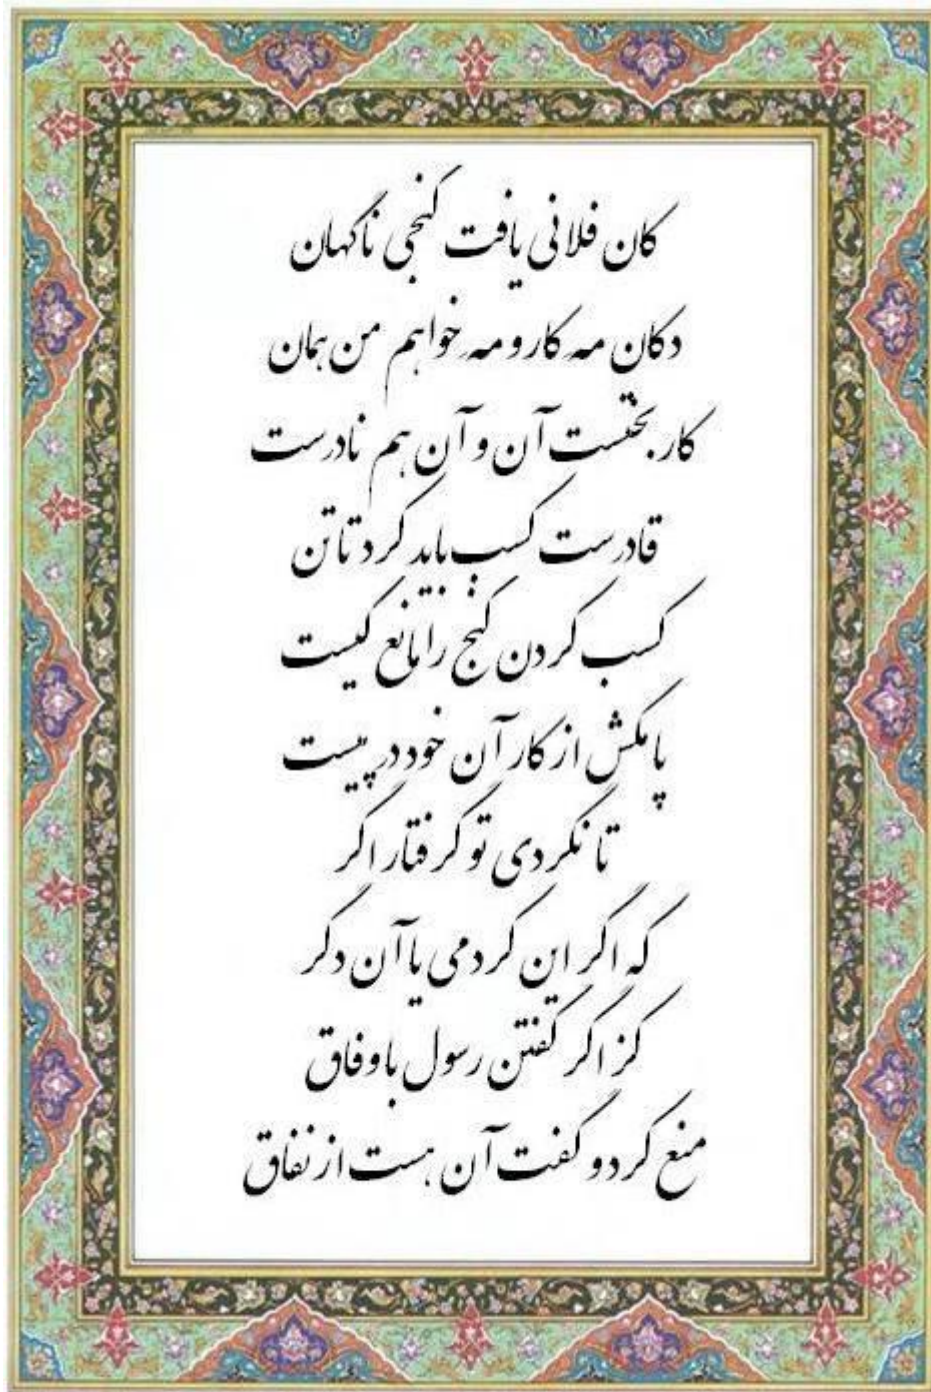 کان فلانی یافت گنجی ناگهان
دکان مه کار و مه خواهم من همان
کار بختست آن و آن هم نادرست
قادرست کسب باید کرد تا تن
کسب کردن گنج را مانع کیست
پا مکش از کار آن خود در پیست
تا نگردی تو گرفتار اگر
که اگر این کردمی یا آن دگر
کز اگر گفتن رسول با وفاق
منع کرد و گفت آن هست از نفاق